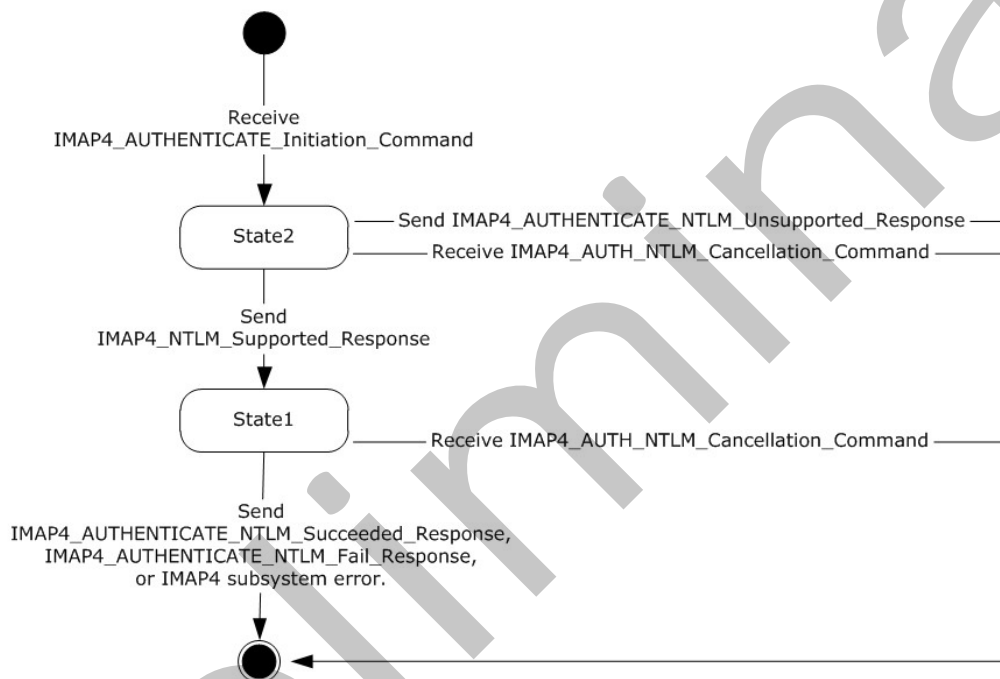 Receive
IMAP4_AUTHENTICATE_Initiation_Command
State2
Send IMAP4_AUTHENTICATE_NTLM_Unsupported_Response
Receive IMAP4_AUTH_NTLM_Cancellation_Command
Send
IMAP4_NTLM_Supported_Response
State1
Receive IMAP4_AUTH_NTLM_Cancellation_Command
Send
IMAP4_AUTHENTICATE_NTLM_Succeeded_Response,
IMAP4_AUTHENTICATE_NTLM_Fail_Response,
or IMAP4 subsystem error.
elimina